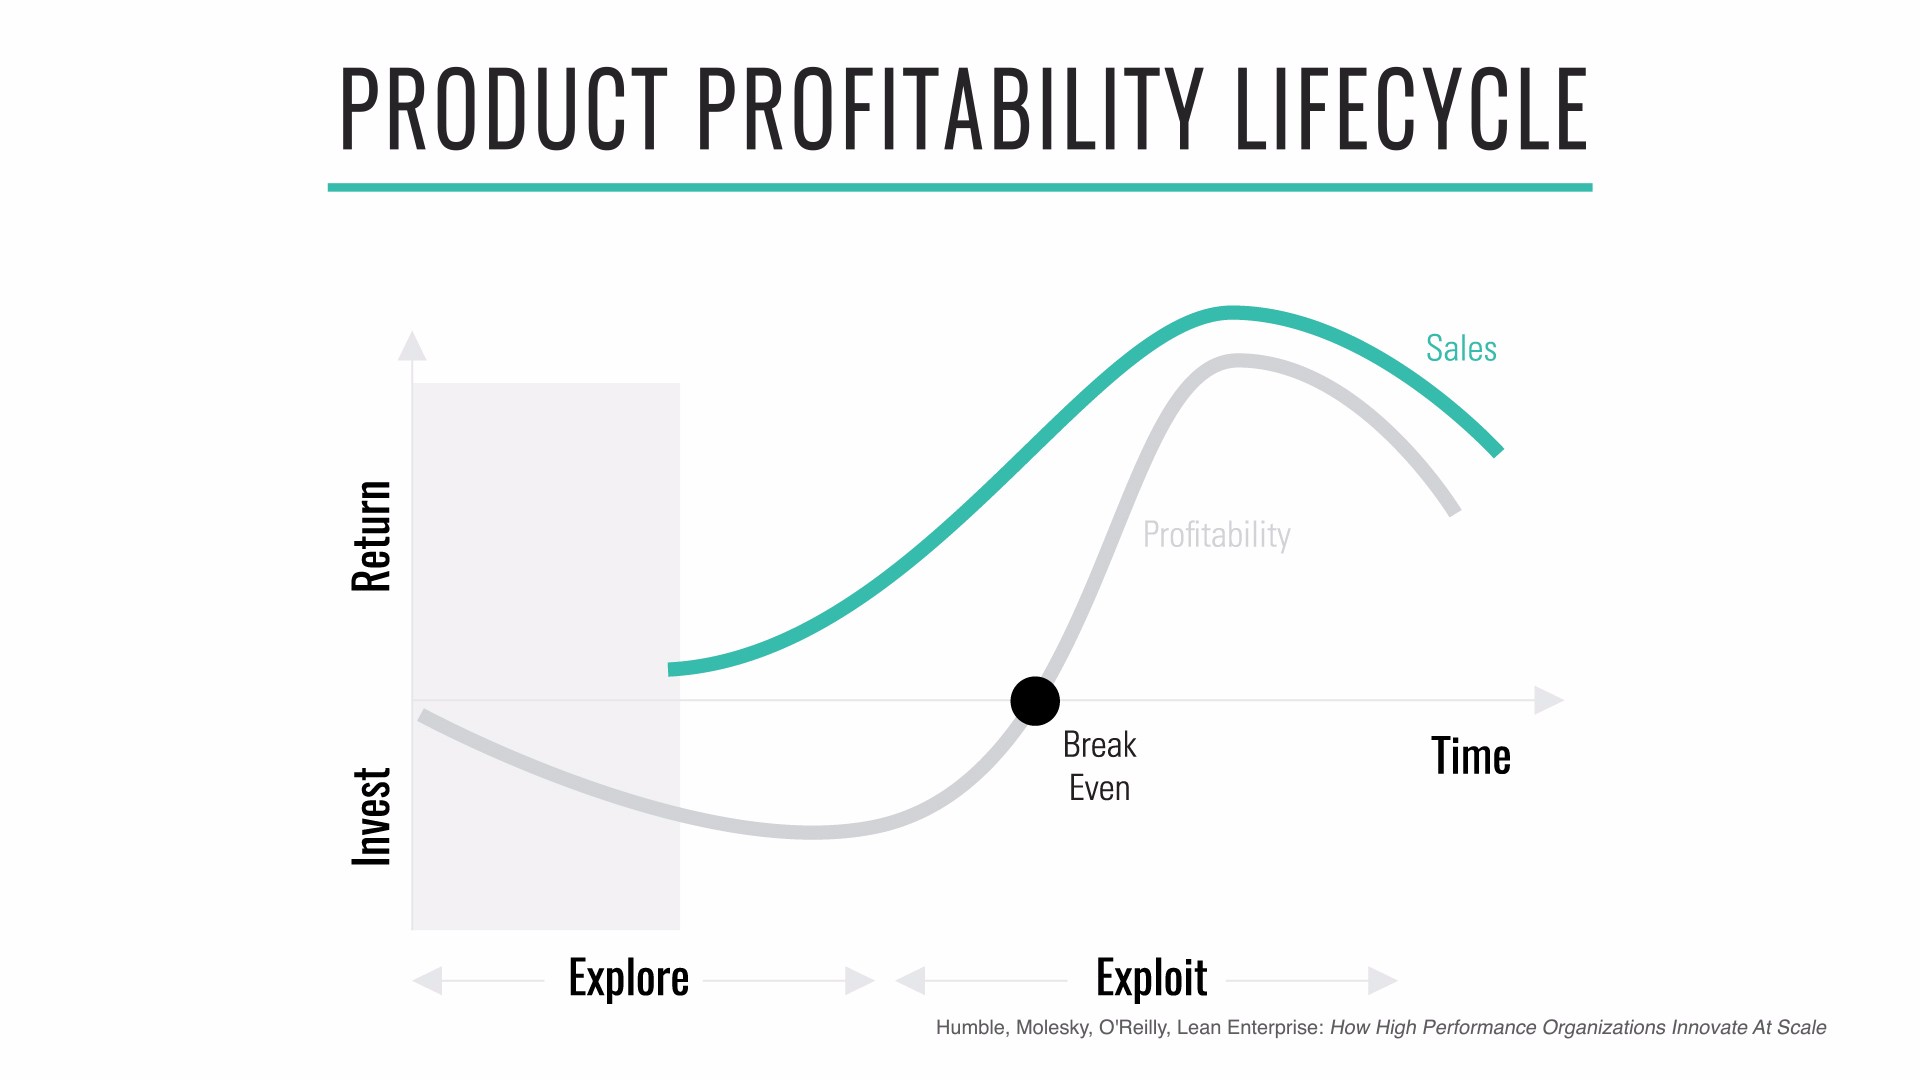 PRODUCT PROFITABILITY LIFECYCLE
Sales
Return
Profitability
Break
Even
Time
Invest
Explore
Exploit
Humble, Molesky, O'Reilly, Lean Enterprise: How High Performance Organizations Innovate At Scale